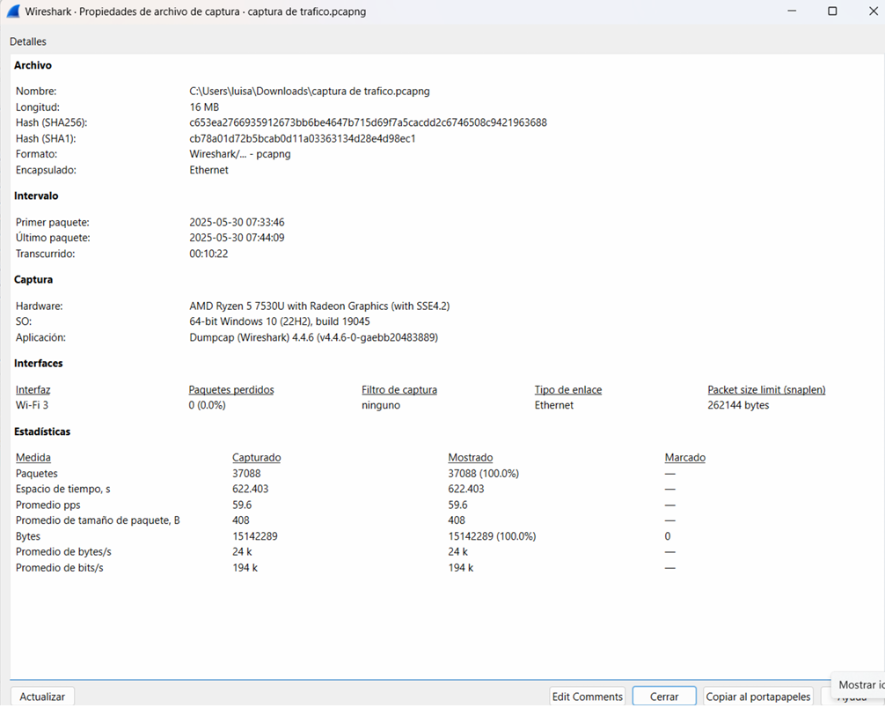 Wireshark · Propiedades de archivo de captura · captura de trafico.pcapng
Detalles
Archivo
Nombre: C:\Users\luisa\Downloads\captura de trafico.pcapng
Longitud: 16 MB
Hash (SHA256): c653ea2766935912673bb6be4647b715d69f7a5cacdd2c6746508c9421963688
Hash (SHA1): cb78a01d72b5bcab0d11a03363134d28e4d98ec1
Formato: Wireshark/... - pcapng
Encapsulado: Ethernet
Intervalo
Primer paquete: 2025-05-30 07:33:46
Último paquete: 2025-05-30 07:44:09
Transcurrido: 00:10:22
Captura
Hardware: AMD Ryzen 5 7530U with Radeon Graphics (with SSE4.2)
SO: 64-bit Windows 10 (22H2), build 19045
Aplicación: Dumpcap (Wireshark) 4.4.6 (v4.4.6-0-gaebb20483889)
Interfaces
Interfaz Paquetes perdidos Filtro de captura Tipo de enlace Packet size limit (snaplen)
Wi-Fi 3 0 (0.0%) ninguno Ethernet 262144 bytes
Estadísticas
Medida Capturado Mostrado Marcado
Paquetes 37088 37088 (100.0%) —
Espacio de tiempo, s 622.403 622.403 —
Promedio pps 59.6 59.6 —
Promedio de tamaño de paquete, B 408 408 —
Bytes 15142289 15142289 (100.0%) 0
Promedio de bytes/s 24 k 24 k —
Promedio de bits/s 194 k 194 k —
Mostrar
Actualizar Edit Comments Cerrar Copiar al portapapeles